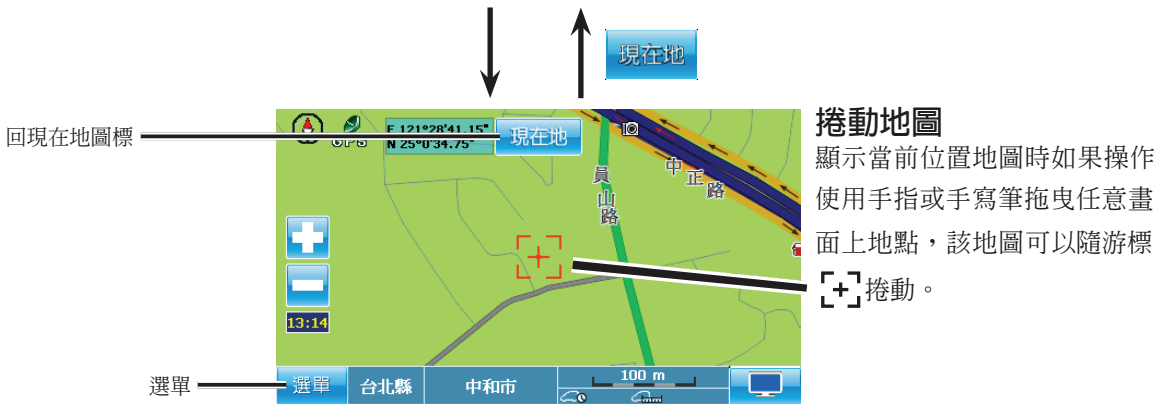 現在地
回現在地圖標
GPS
E 121°28'41.15"
N 25°0'34.75"
現在地
員山路
中正路
13:14
選單
選單
台北縣
中和市
100 m
捲動地圖
顯示當前位置地圖時如果操作
使用手指或手寫筆拖曳任意畫
面上地點，該地圖可以隨游標
[+]捲動。